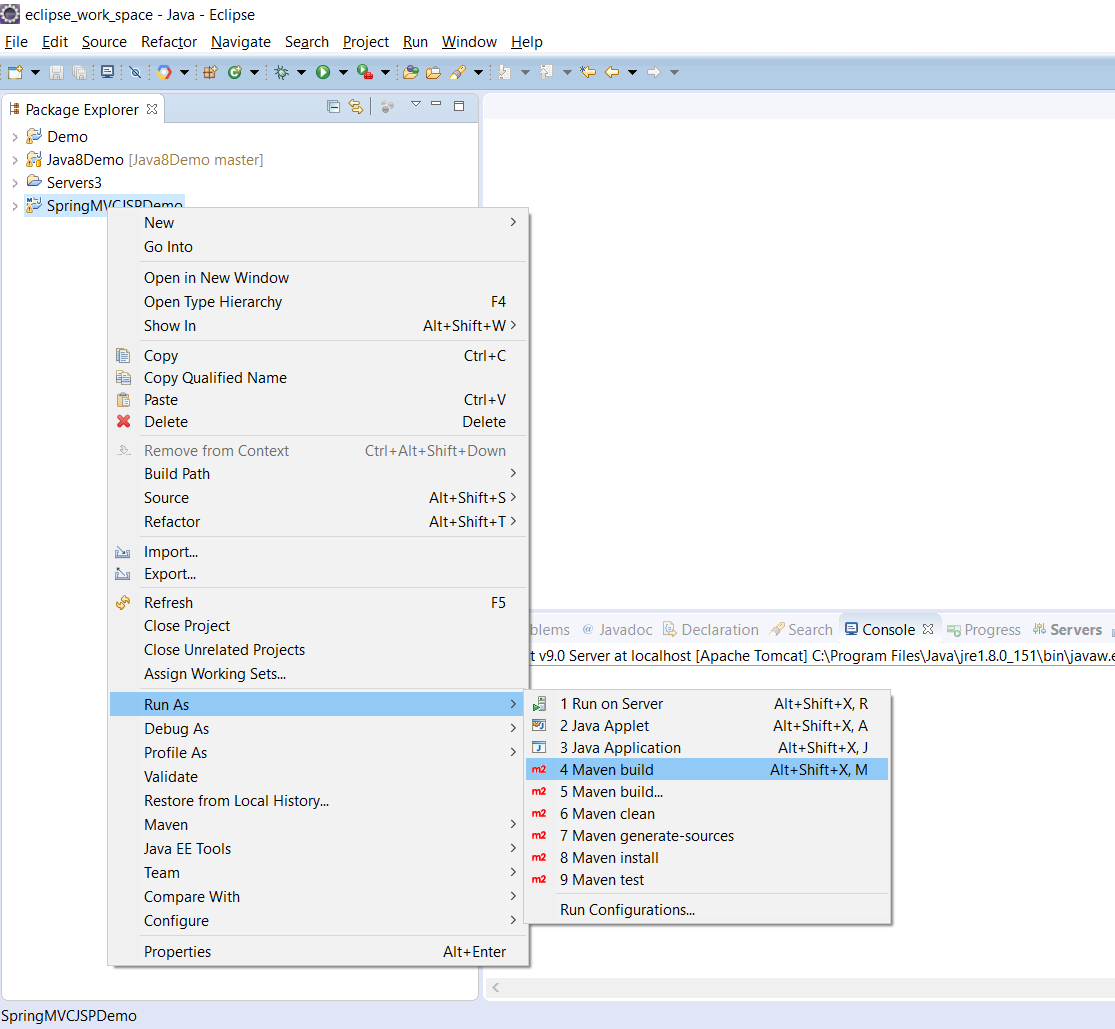 eclipse_work_space - Java - Eclipse
File Edit Source Refactor Navigate Search Project Run Window Help
Package Explorer
Demo
Java8Demo [Java8Demo master]
Servers3
SpringMVCJSPDemo
New
Go Into
Open in New Window
Open Type Hierarchy F4
Show In Alt+Shift+W
Copy Ctrl+C
Copy Qualified Name
Paste Ctrl+V
Delete Delete
Remove from Context Ctrl+Alt+Shift+Down
Build Path
Source Alt+Shift+S
Refactor Alt+Shift+T
Import...
Export...
Refresh F5
Close Project
Close Unrelated Projects
Assign Working Sets...
Run As
Debug As
Profile As
Validate
Restore from Local History...
Maven
Java EE Tools
Team
Compare With
Configure
Properties Alt+Enter
blems @ Javadoc Declaration Search Console Progress Servers
t v9.0 Server at localhost [Apache Tomcat] C:\Program Files\Java\jre1.8.0_151\bin\javaw.e
1 Run on Server Alt+Shift+X, R
2 Java Applet Alt+Shift+X, A
3 Java Application Alt+Shift+X, J
m2 4 Maven build Alt+Shift+X, M
m2 5 Maven build...
m2 6 Maven clean
m2 7 Maven generate-sources
m2 8 Maven install
m2 9 Maven test
Run Configurations...
SpringMVCJSPDemo